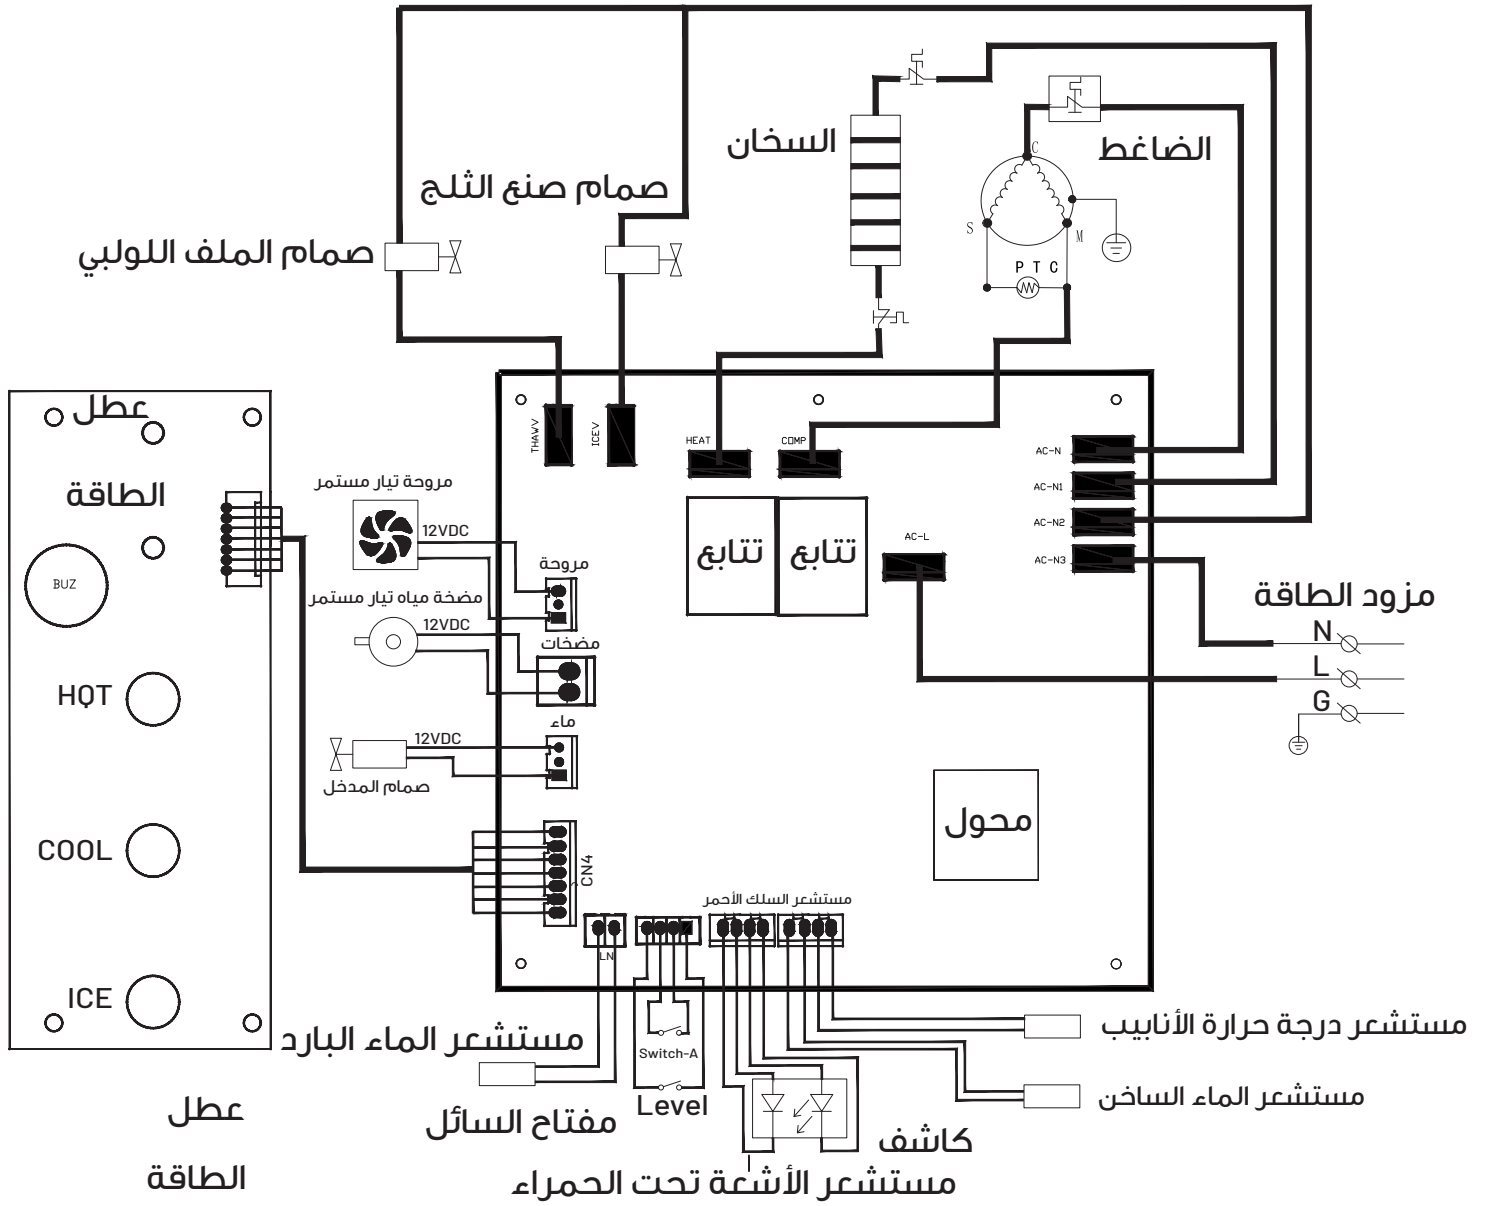 السخان
الضاغط
C
S
M
P T C
صمام صنع الثلج
صمام الملف اللولبي
THAWV
ICEV
HEAT
COMP
AC-N
AC-N1
AC-N2
AC-N3
AC-L
تتابع
تتابع
عطل
الطاقة
BUZ
HOT
COOL
ICE
مروحة تيار مستمر
12VDC
مروحة
مضخة مياه تيار مستمر
12VDC
مضخات
ماء
12VDC
صمام المدخل
CN4
مزود الطاقة
N
L
G
محول
مستشعر السلك الأحمر
LN
مستشعر الماء البارد
Switch-A
Level
مفتاح السائل
مستشعر درجة حرارة الأنابيب
مستشعر الماء الساخن
كاشف
مستشعر الأشعة تحت الحمراء
عطل
الطاقة